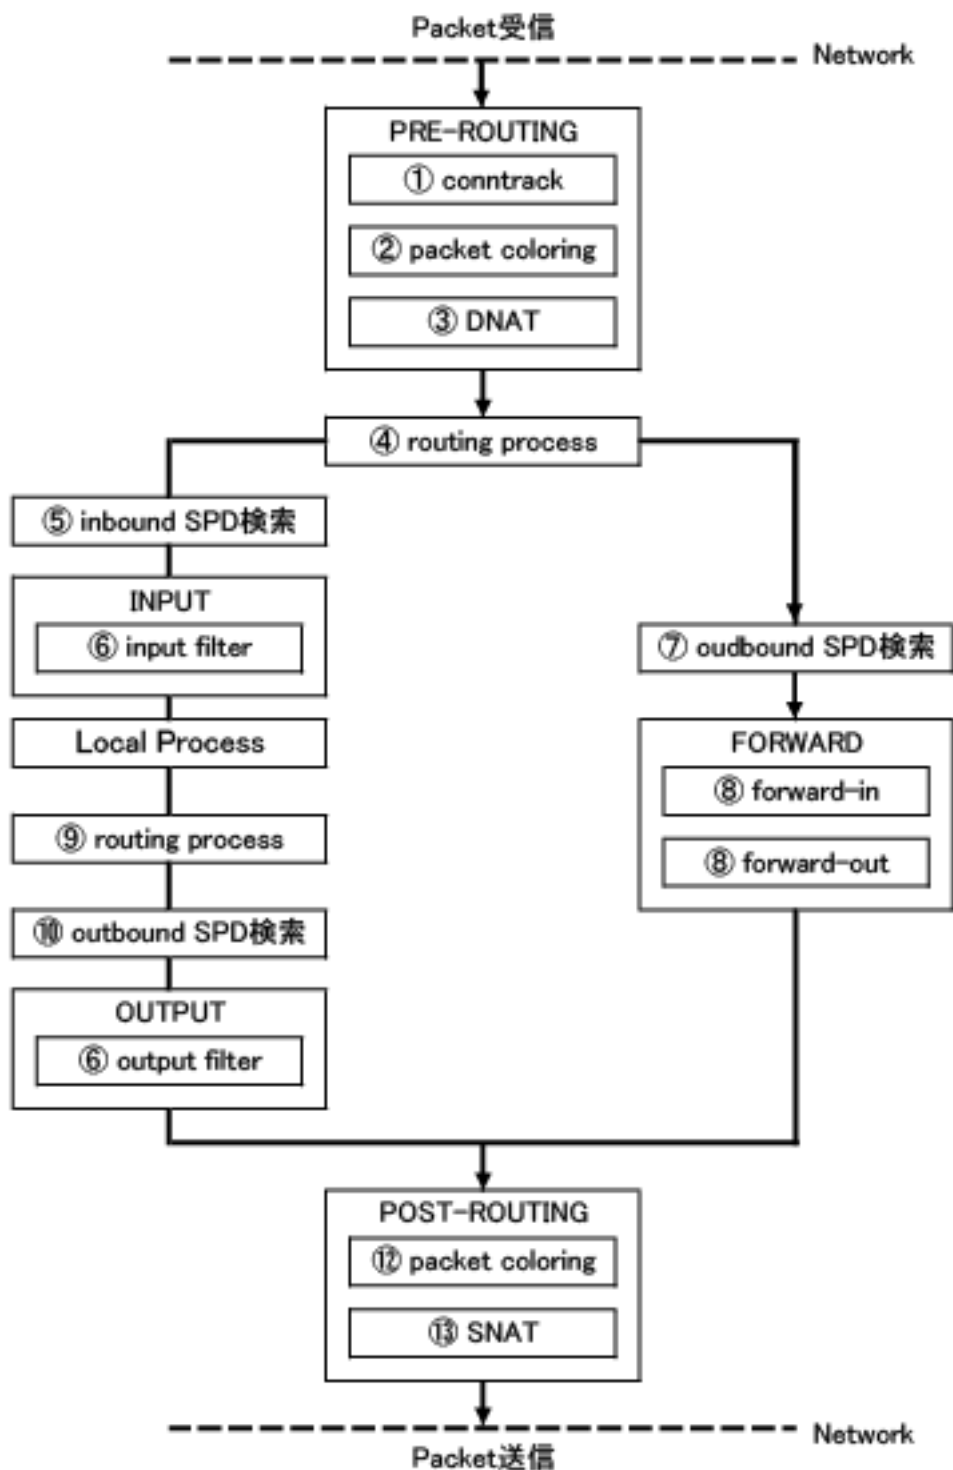 Packet受信
Network
PRE-ROUTING
① conntrack
② packet coloring
③ DNAT
④ routing process
⑤ inbound SPD検索
INPUT
⑥ input filter
⑦ oudbound SPD検索
Local Process
FORWARD
⑧ forward-in
⑨ routing process
⑧ forward-out
⑩ outbound SPD検索
OUTPUT
⑥ output filter
POST-ROUTING
⑫ packet coloring
⑬ SNAT
Network
Packet送信